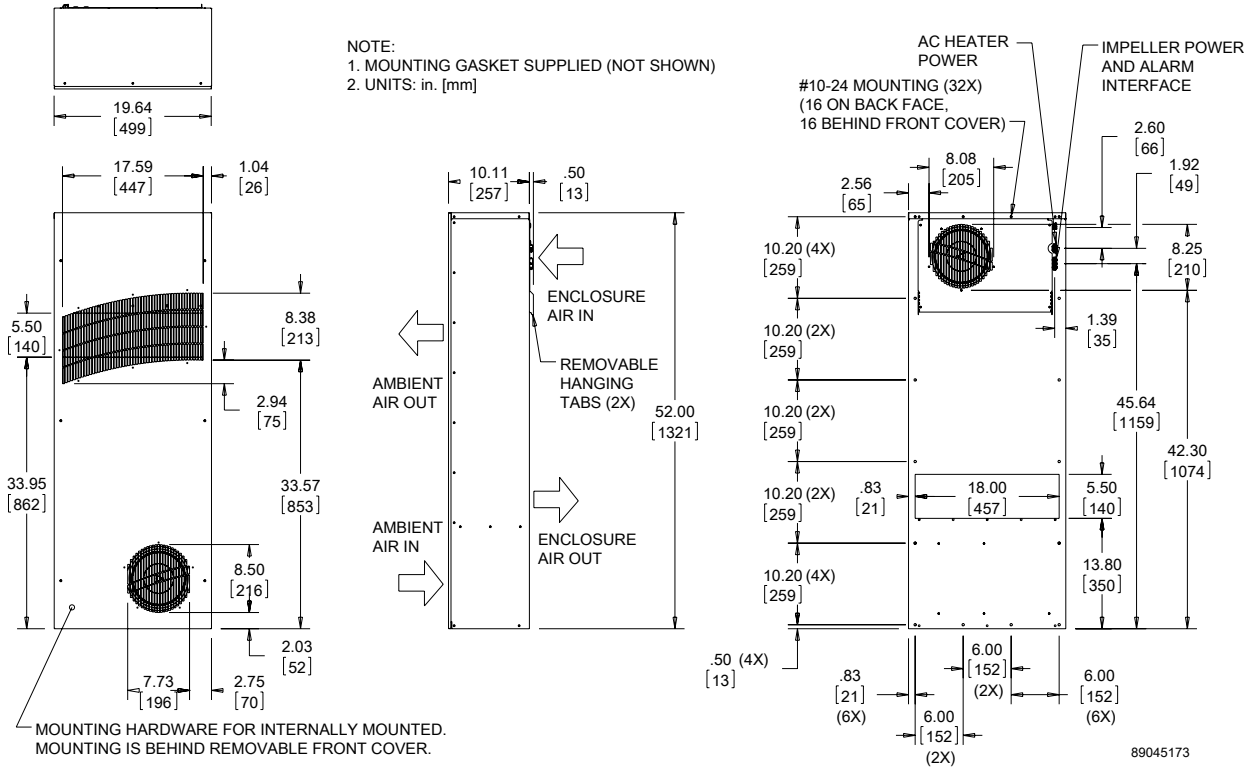 NOTE:
1. MOUNTING GASKET SUPPLIED (NOT SHOWN)
2. UNITS: in. [mm]
19.64
[499]
17.59
[447]
1.04
[26]
5.50
[140]
8.38
[213]
2.94
[75]
33.95
[862]
33.57
[853]
8.50
[216]
2.03
[52]
7.73
[196]
2.75
[70]
MOUNTING HARDWARE FOR INTERNALLY MOUNTED.
MOUNTING IS BEHIND REMOVABLE FRONT COVER.
10.11
[257]
.50
[13]
ENCLOSURE
AIR IN
AMBIENT
AIR OUT
REMOVABLE
HANGING
TABS (2X)
52.00
[1321]
AMBIENT
AIR IN
ENCLOSURE
AIR OUT
AC HEATER
POWER
IMPELLER POWER
AND ALARM
INTERFACE
#10-24 MOUNTING (32X)
(16 ON BACK FACE,
16 BEHIND FRONT COVER)
2.60
[66]
8.08
[205]
1.92
[49]
2.56
[65]
10.20 (4X)
[259]
8.25
[210]
10.20 (2X)
[259]
1.39
[35]
10.20 (2X)
[259]
45.64
[1159]
42.30
[1074]
10.20 (2X)
[259]
.83
[21]
18.00
[457]
5.50
[140]
10.20 (4X)
[259]
13.80
[350]
.50 (4X)
[13]
.83
[21]
(6X)
6.00
[152]
(2X)
6.00
[152]
(6X)
6.00
[152]
(2X)
89045173